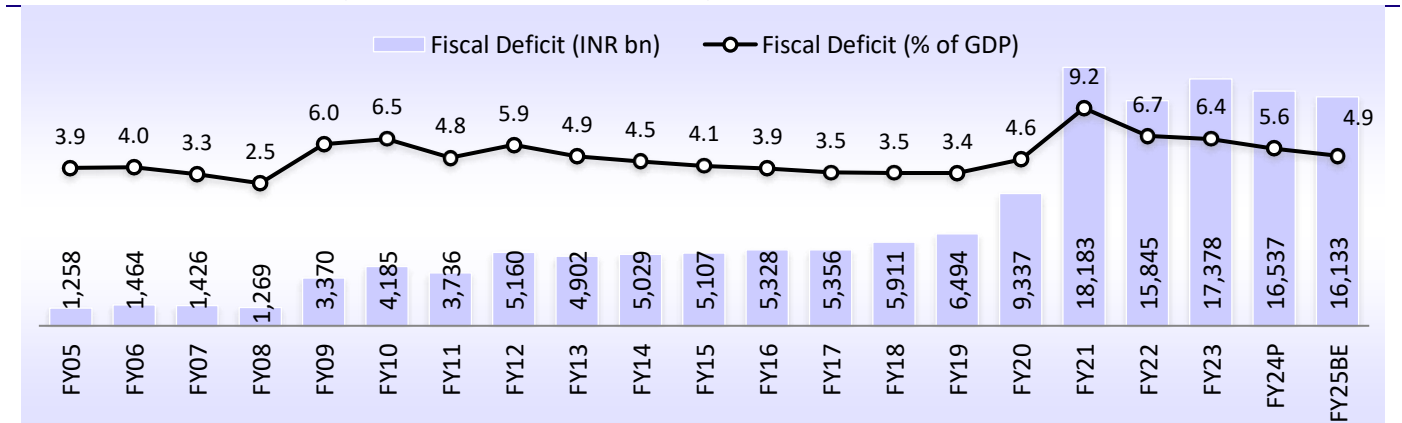 Fiscal Deficit (INR bn) Fiscal Deficit (% of GDP)
3.9 4.0 3.3 2.5 6.0 6.5 4.8 5.9 4.9 4.5 4.1 3.9 3.5 3.5 3.4 4.6 9.2 6.7 6.4 5.6 4.9
1,258 1,464 1,426 1,269 3,370 4,185 3,736 5,160 4,902 5,029 5,107 5,328 5,356 5,911 6,494 9,337 18,183 15,845 17,378 16,537 16,133
FY05 FY06 FY07 FY08 FY09 FY10 FY11 FY12 FY13 FY14 FY15 FY16 FY17 FY18 FY19 FY20 FY21 FY22 FY23 FY24P FY25BE